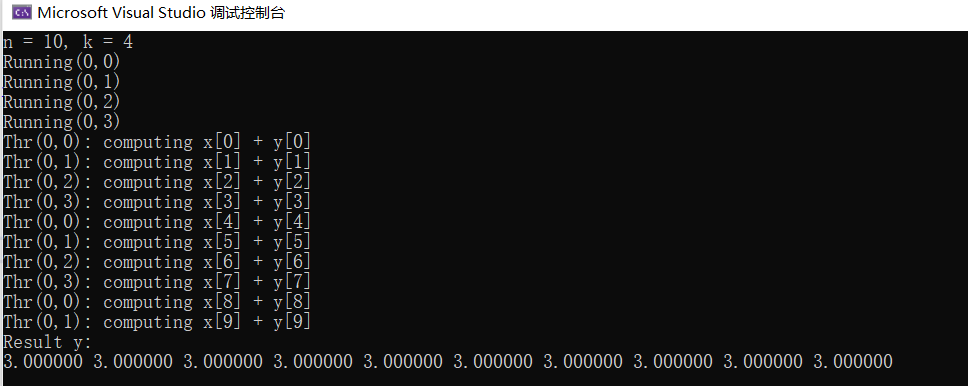 Microsoft Visual Studio 调试控制台
n = 10, k = 4
Running(0,0)
Running(0,1)
Running(0,2)
Running(0,3)
Thr(0,0): computing x[0] + y[0]
Thr(0,1): computing x[1] + y[1]
Thr(0,2): computing x[2] + y[2]
Thr(0,3): computing x[3] + y[3]
Thr(0,0): computing x[4] + y[4]
Thr(0,1): computing x[5] + y[5]
Thr(0,2): computing x[6] + y[6]
Thr(0,3): computing x[7] + y[7]
Thr(0,0): computing x[8] + y[8]
Thr(0,1): computing x[9] + y[9]
Result y:
3.000000 3.000000 3.000000 3.000000 3.000000 3.000000 3.000000 3.000000 3.000000 3.000000